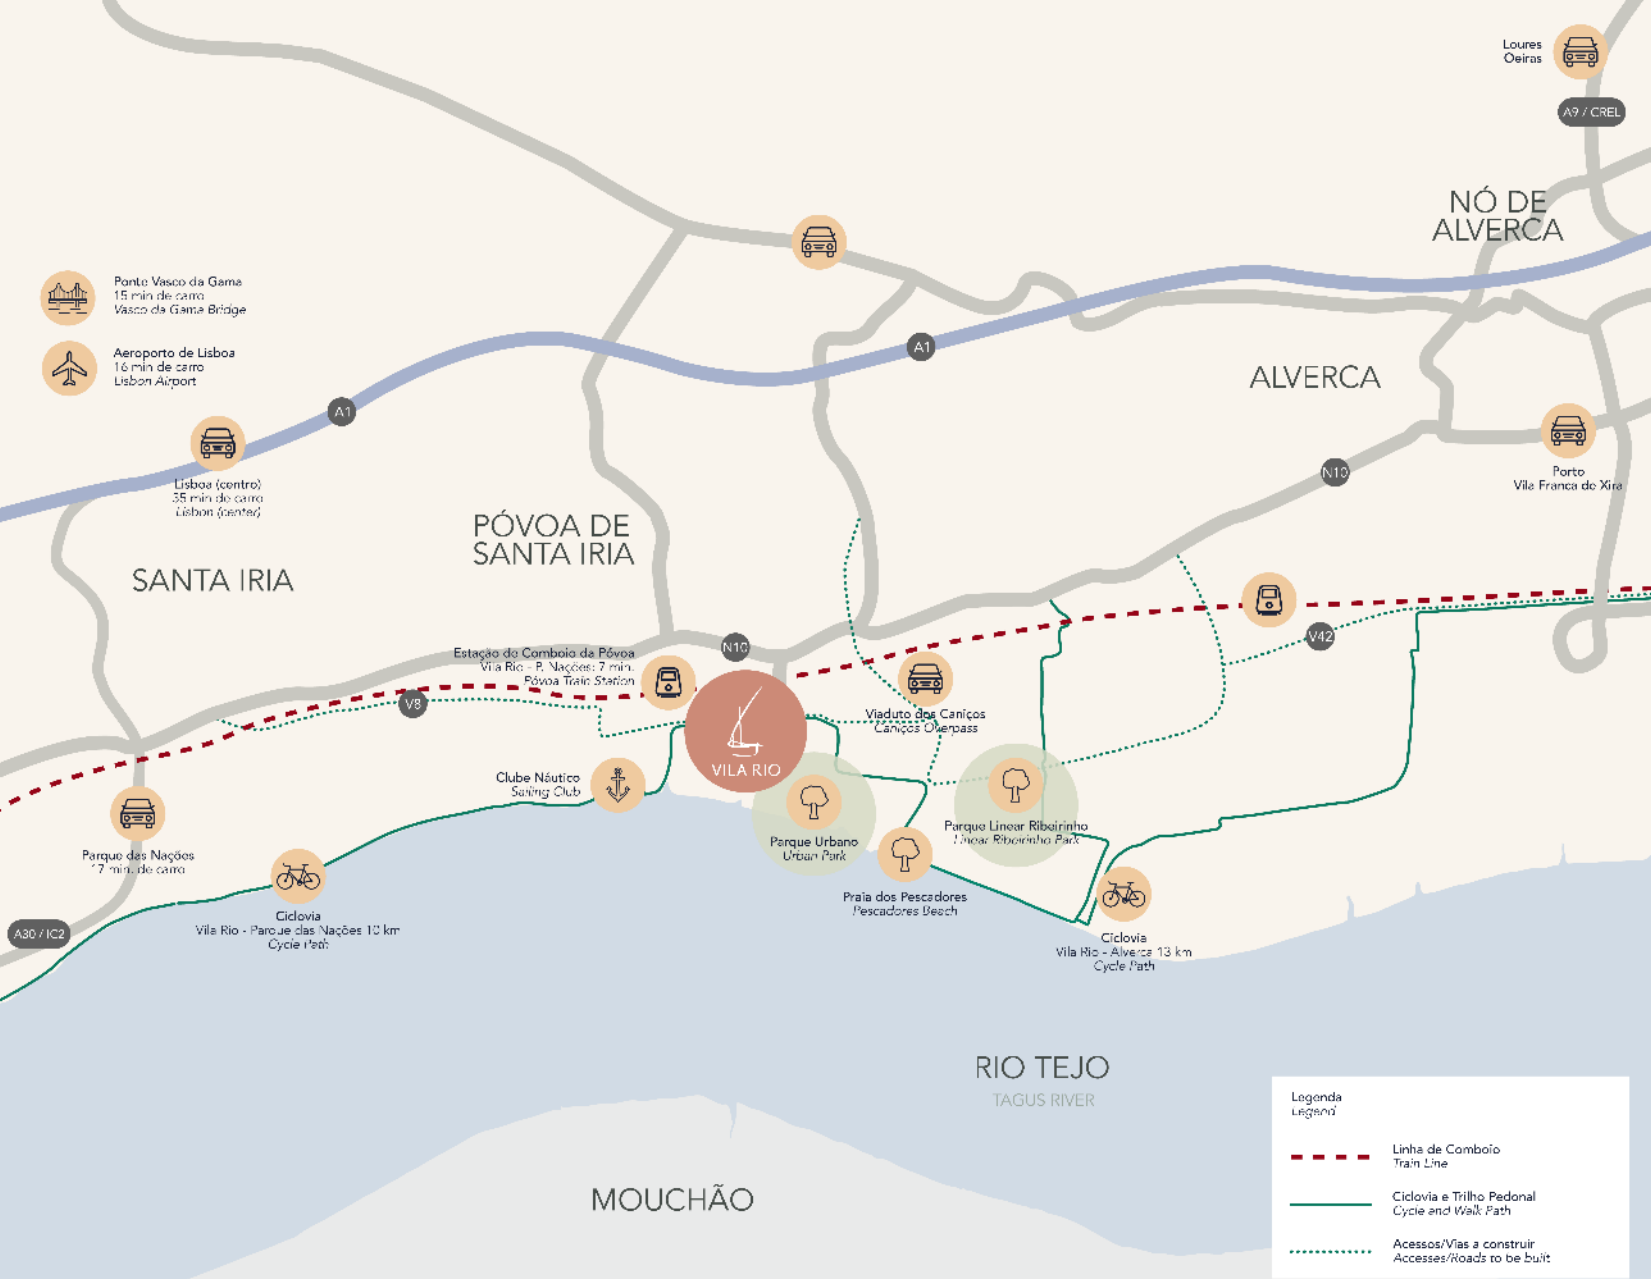 Loures
Oeiras
A9 / CREL
NÓ DE
ALVERCA
Ponte Vasco da Gama
15 min de carro
Vasco da Gama Bridge
Aeroporto de Lisboa
16 min de carro
Lisbon Airport
A1
A1
ALVERCA
Lisboa (centro)
35 min de carro
Lisbon (center)
N10
Porto
Vila Franca de Xira
PÓVOA DE
SANTA IRIA
SANTA IRIA
N10
V42
Estação de Comboio da Póvoa
Vila Rio - P. Nações: 7 min.
Póvoa Train Station
V8
Viaduto dos Caniços
Caniços Overpass
VILA RIO
Clube Náutico
Sailing Club
Parque Urbano
Urban Park
Parque Linear Ribeirinho
Linear Ribeirinho Park
Parque das Nações
17 min. de carro
Praia dos Pescadores
Pescadores Beach
Ciclovia
Vila Rio - Parque das Nações 10 km
Cycle Path
A30 / IC2
Ciclovia
Vila Rio - Alverca 13 km
Cycle Path
RIO TEJO
TAGUS RIVER
MOUCHÃO
Legenda
Legend
Linha de Comboio
Train Line
Ciclovia e Trilho Pedonal
Cycle and Walk Path
Acessos/Vias a construir
Accesses/Roads to be built